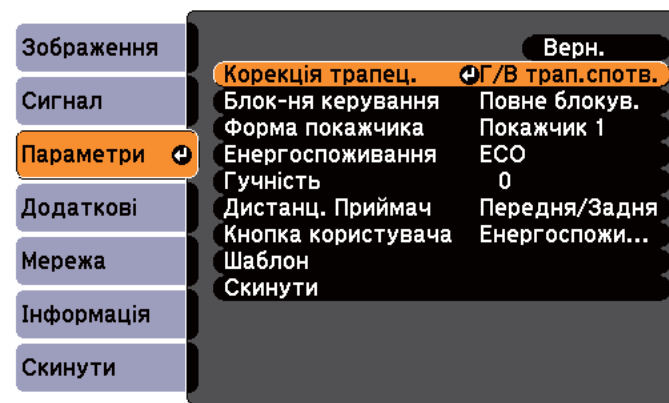 Зображення
Сигнал
Параметри
Додаткові
Мережа
Інформація
Скинути
Верн.
Корекція трапец. Г/В трап.спотв.
Блок-ня керування Повне блокув.
Форма покажчика Покажчик 1
Енергоспоживання ECO
Гучність 0
Дистанц. Приймач Передня/Задня
Кнопка користувача Енергоспожи...
Шаблон
Скинути